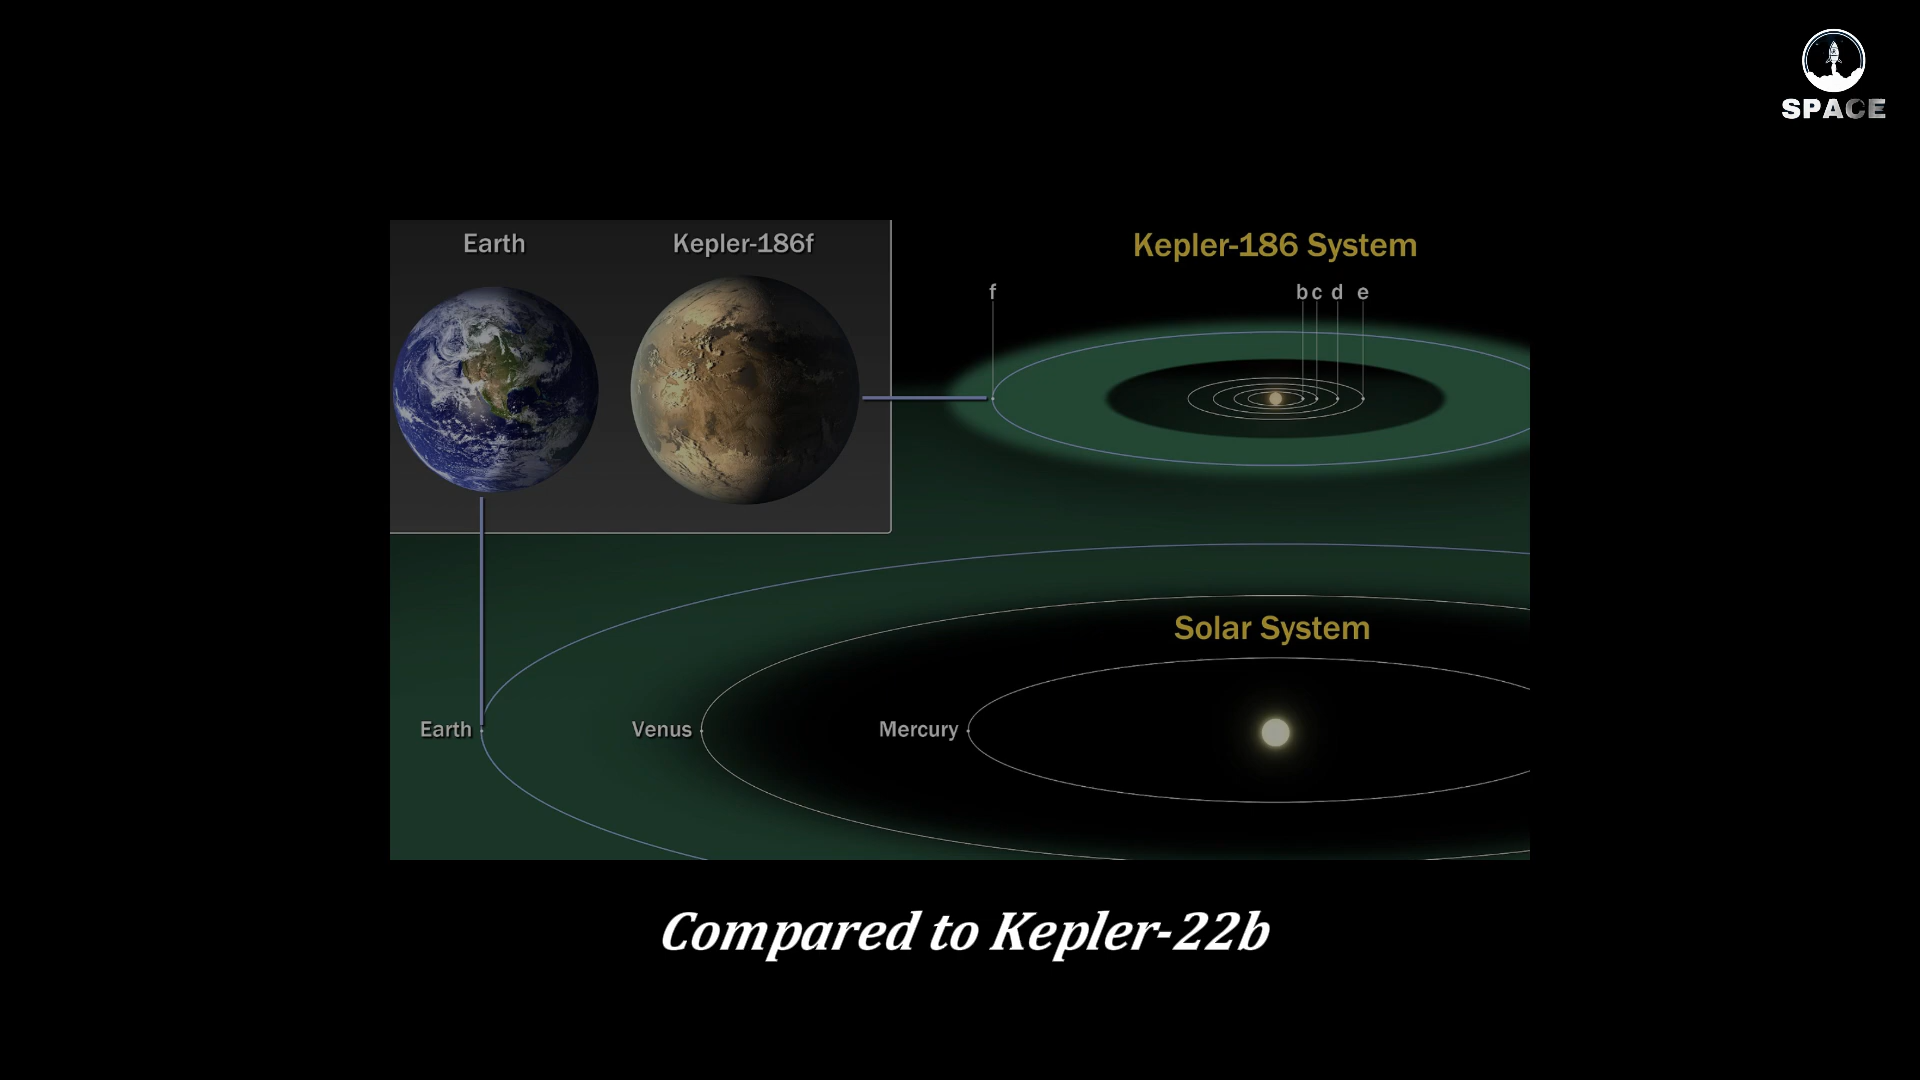 SPACE
Earth
Kepler-186f
Kepler-186 System
f
b c d e
Solar System
Earth
Venus
Mercury
Compared to Kepler-22b